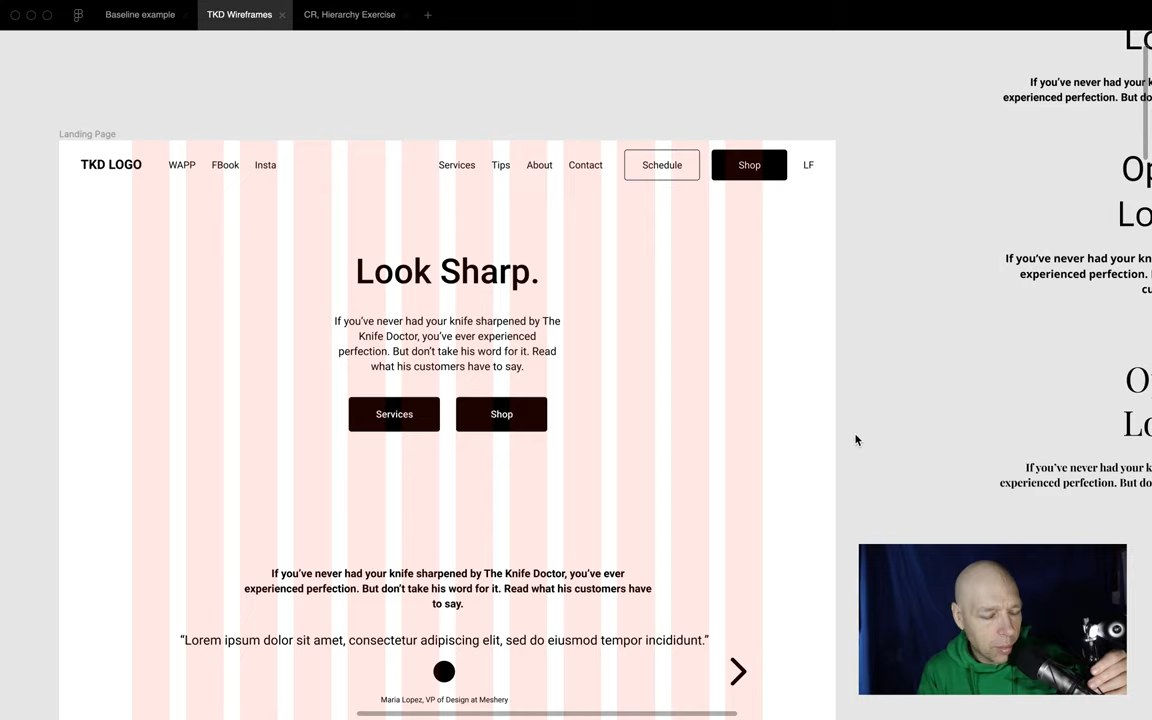 Baseline example
TKD Wireframes
CR, Hierarchy Exercise
Lo
If you've never had your k
experienced perfection. But do
Landing Page
TKD LOGO WAPP FBook Insta Services Tips About Contact Schedule Shop LF
Op
Lo
If you've never had your kn
experienced perfection.
cu
Look Sharp.
If you've never had your knife sharpened by The
Knife Doctor, you've ever experienced
perfection. But don't take his word for it. Read
what his customers have to say.
Services Shop
Op
Lo
If you've never had your k
experienced perfection. But do
If you've never had your knife sharpened by The Knife Doctor, you've ever
experienced perfection. But don't take his word for it. Read what his customers have
to say.
“Lorem ipsum dolor sit amet, consectetur adipiscing elit, sed do eiusmod tempor incididunt.”
Maria Lopez, VP of Design at Meshery